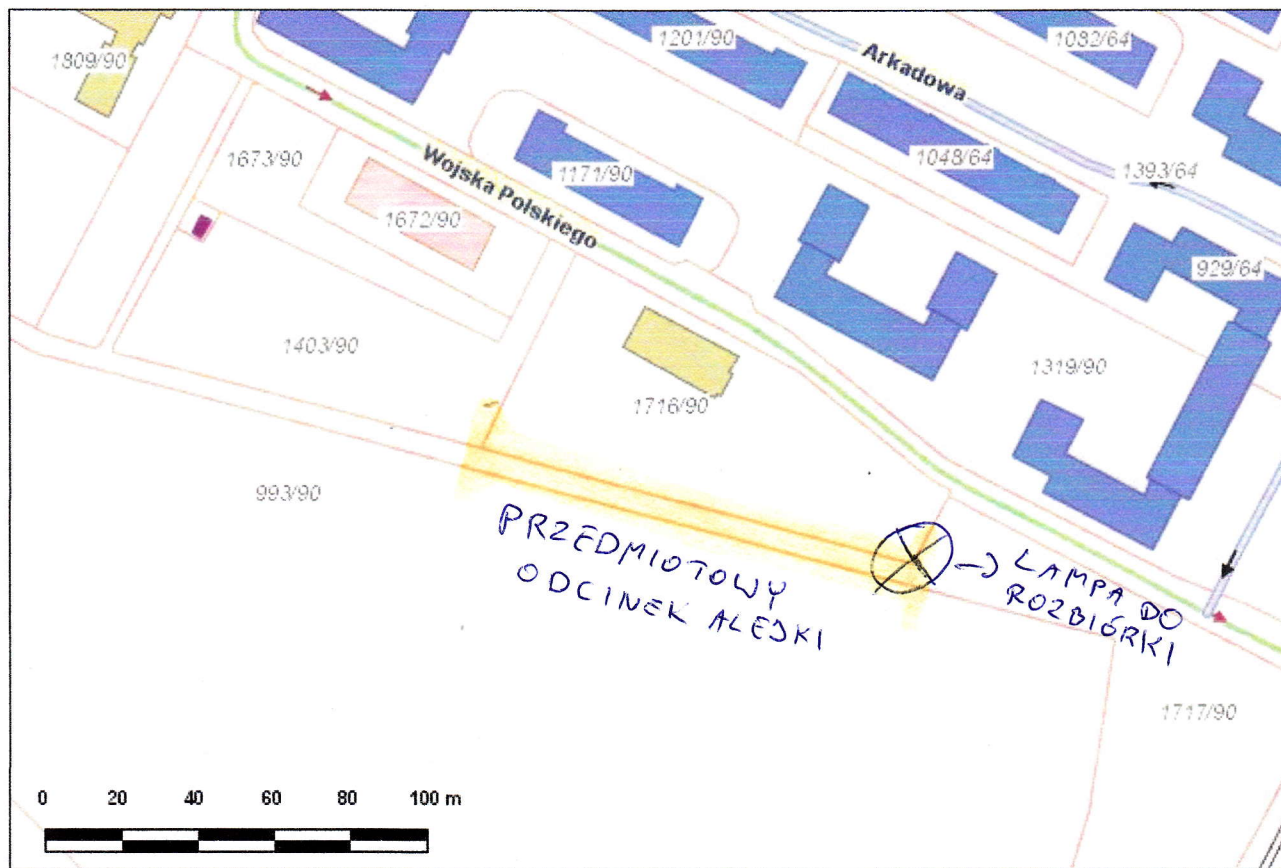 1809/90
1201/90
1082/64
Arkadowa
1673/90
Wojska Polskiego
1171/90
1048/64
1393/64
1672/90
929/64
1403/90
1319/90
1716/90
993/90
PRZEDMIOTOWY
ODCINEK ALEJKI
LAMPA DO
ROZBIÓRKI
1717/90
0 20 40 60 80 100 m